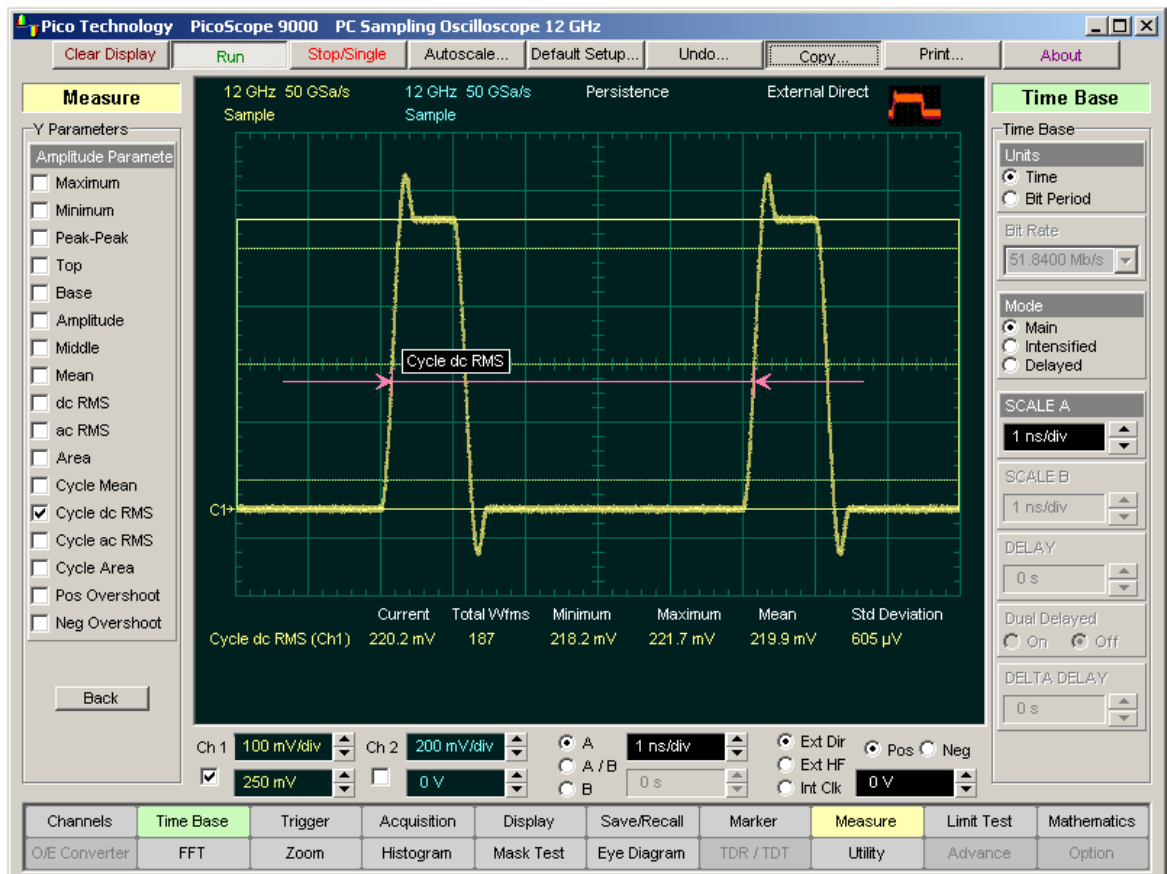 Pico Technology PicoScope 9000 PC Sampling Oscilloscope 12 GHz
Clear Display Run Stop/Single Autoscale... Default Setup... Undo... Copy... Print... About
Measure
Y Parameters
Amplitude Paramete
Maximum
Minimum
Peak-Peak
Top
Base
Amplitude
Middle
Mean
dc RMS
ac RMS
Area
Cycle Mean
Cycle dc RMS
Cycle ac RMS
Cycle Area
Pos Overshoot
Neg Overshoot
Back
12 GHz 50 GSa/s 12 GHz 50 GSa/s Persistence External Direct
Sample Sample
Cycle dc RMS
C1
Current Total Wfms Minimum Maximum Mean Std Deviation
Cycle dc RMS (Ch1) 220.2 mV 187 218.2 mV 221.7 mV 219.9 mV 605 µV
Time Base
Time Base
Units
Time
Bit Period
Bit Rate
51.8400 Mb/s
Mode
Main
Intensified
Delayed
SCALE A
1 ns/div
SCALE B
1 ns/div
DELAY
0 s
Dual Delayed
On Off
DELTA DELAY
0 s
Ch 1 100 mV/div Ch 2 200 mV/div A 1 ns/div Ext Dir Pos Neg
A / B Ext HF
250 mV 0 V B 0 s Int Clk 0 V
Channels Time Base Trigger Acquisition Display Save/Recall Marker Measure Limit Test Mathematics
O/E Converter FFT Zoom Histogram Mask Test Eye Diagram TDR / TDT Utility Advance Option